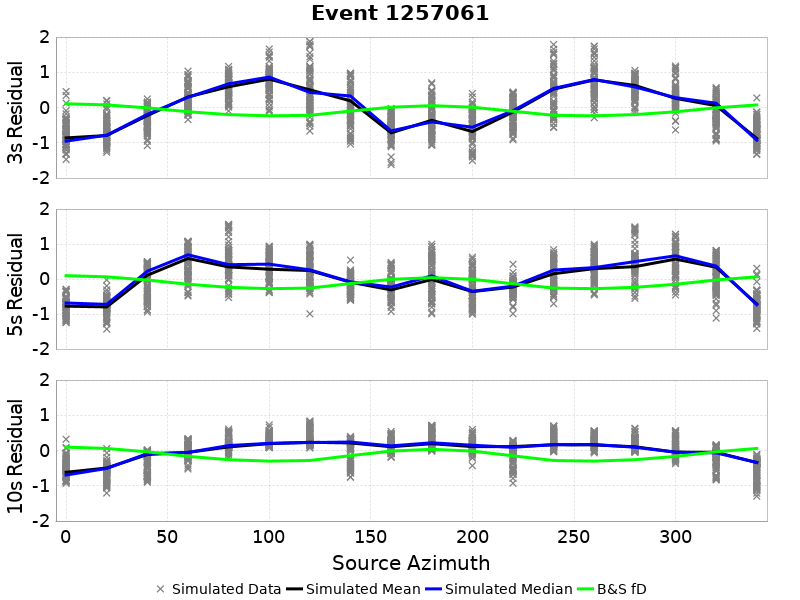 Event 1257061
3s Residual
2
1
0
-1
-2
5s Residual
2
1
0
-1
-2
10s Residual
2
1
0
-1
-2
0 50 100 150 200 250 300
Source Azimuth
Simulated Data Simulated Mean Simulated Median B&S fD